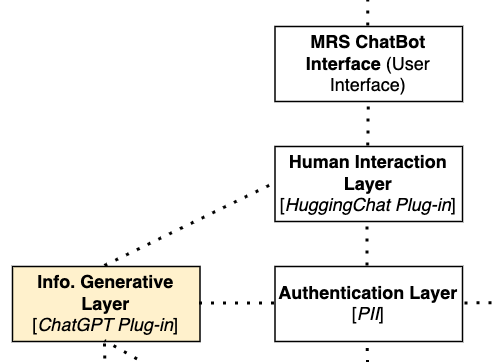 MRS ChatBot
Interface (User
Interface)
Human Interaction
Layer
[HuggingChat Plug-in]
Info. Generative
Layer
[ChatGPT Plug-in]
Authentication Layer
[PII]